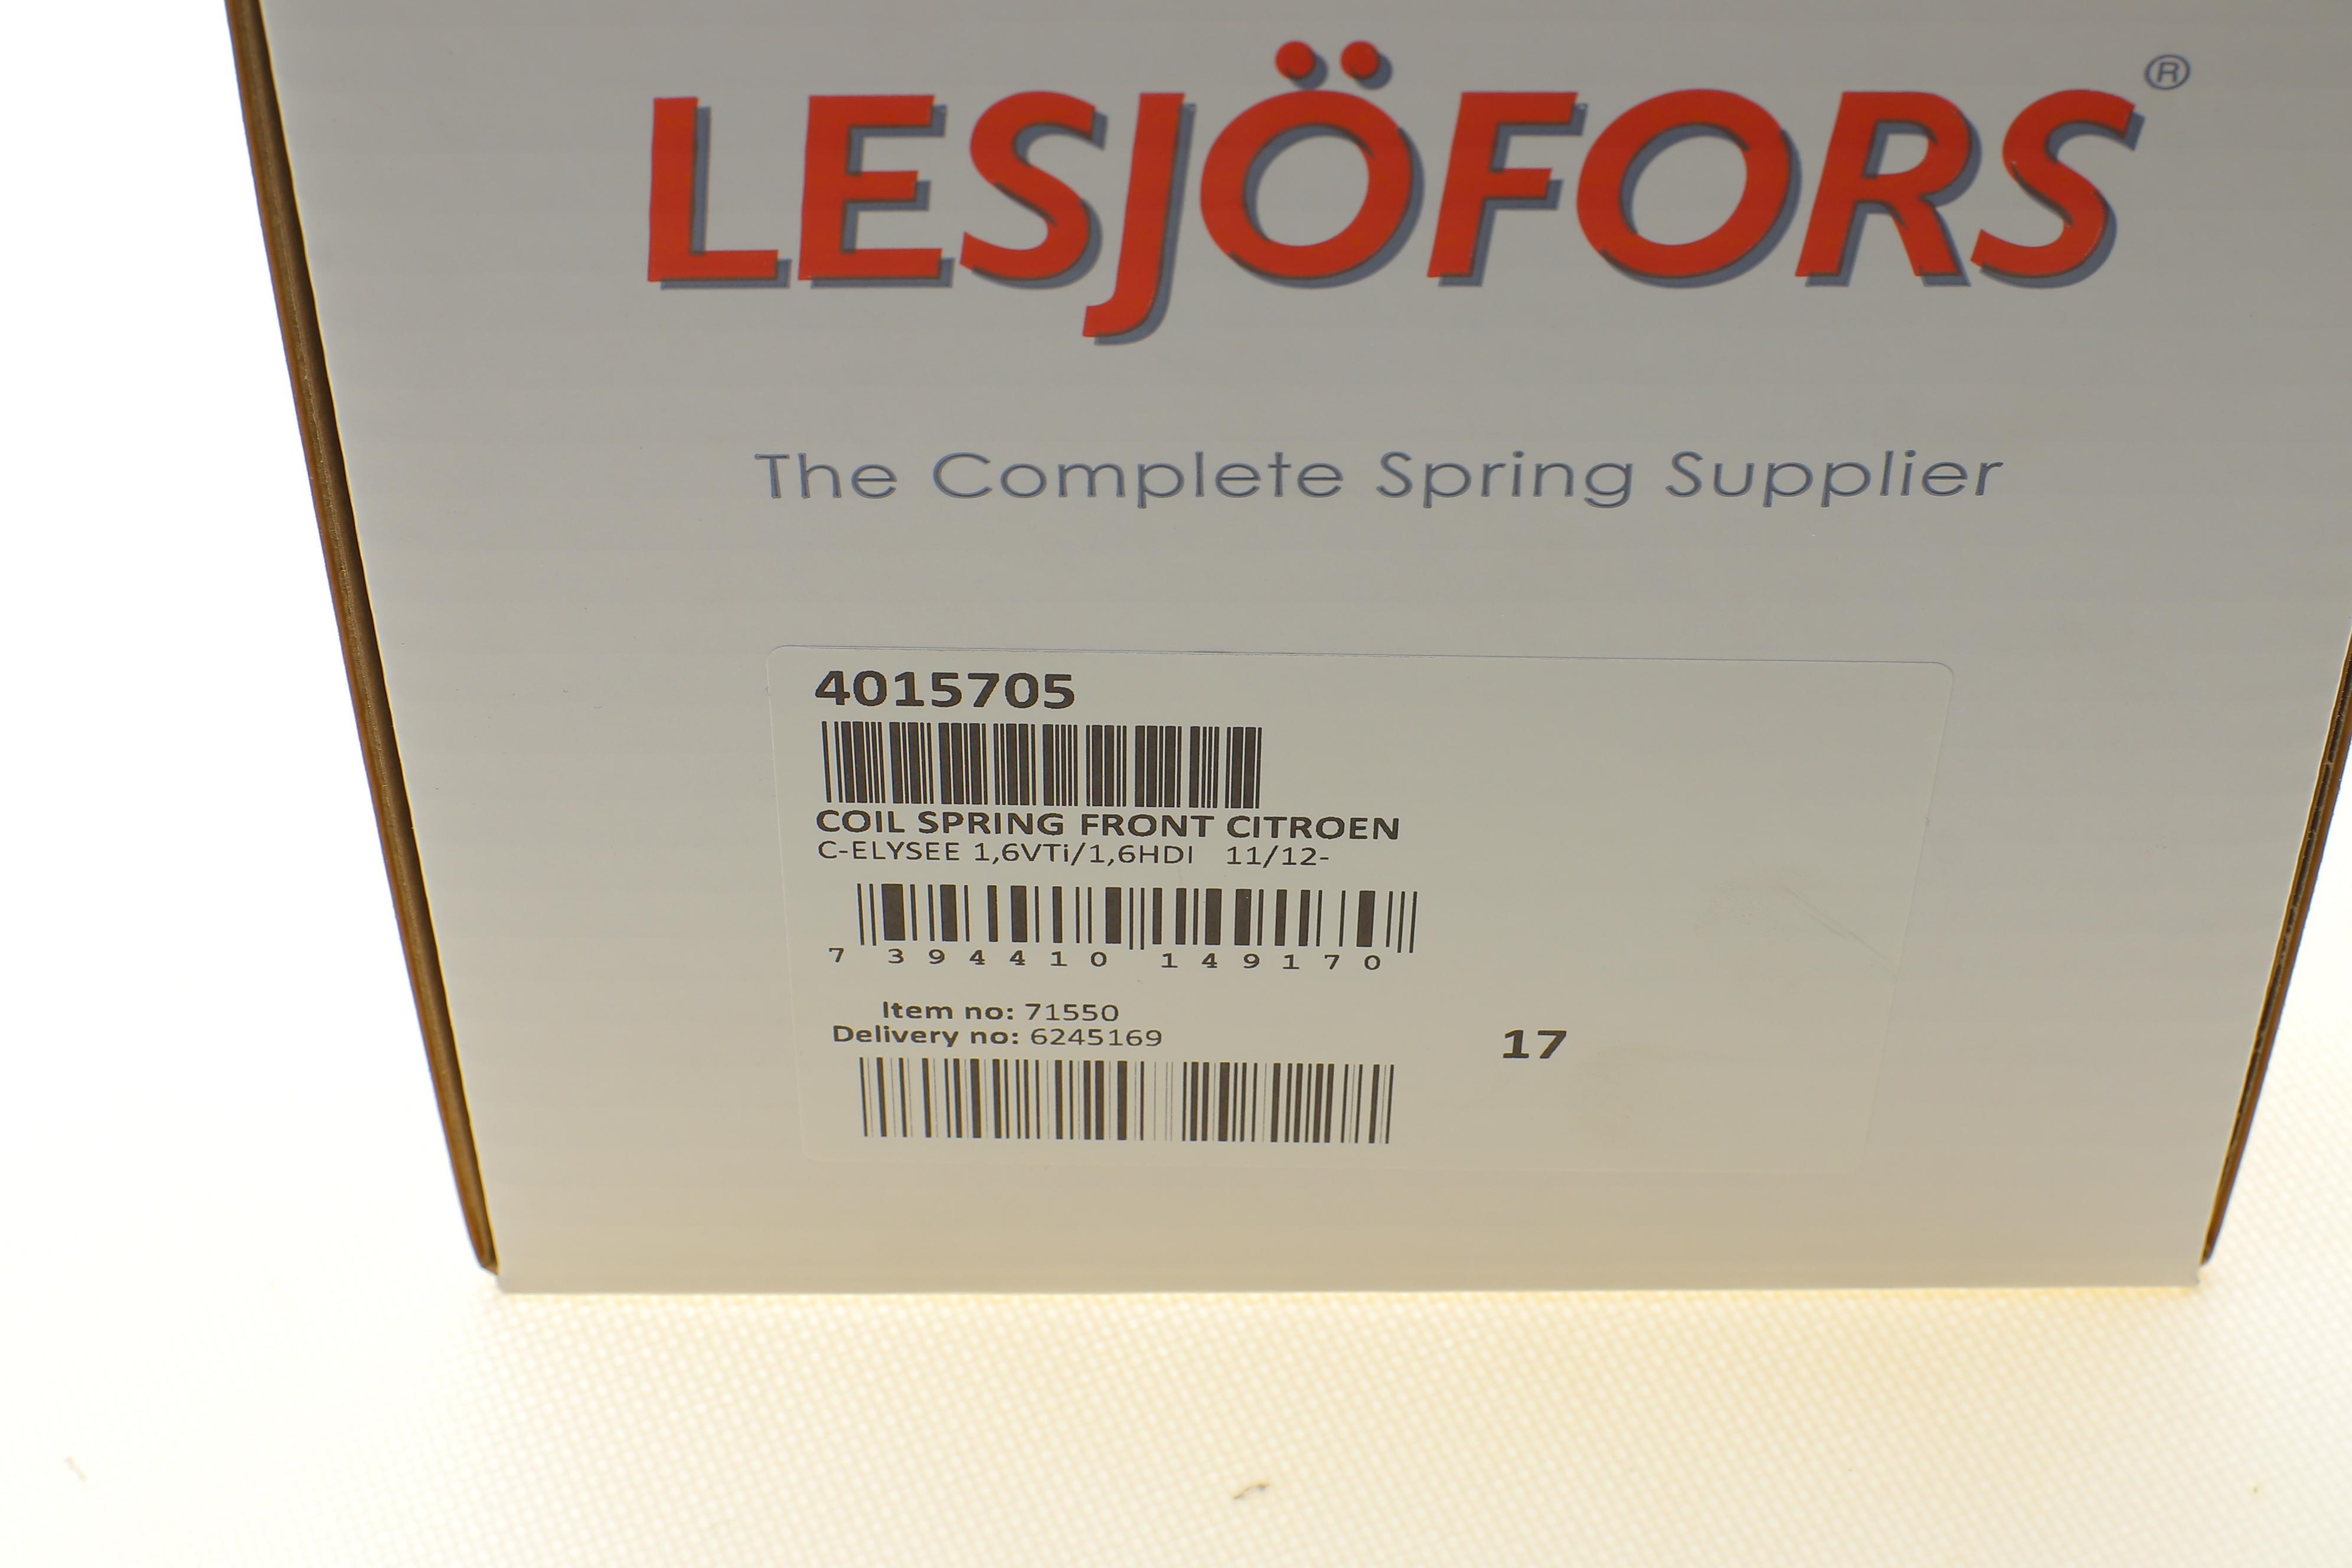 LESJÖFORS®
The Complete Spring Supplier
4015705
COIL SPRING FRONT CITROEN
C-ELYSEE 1,6VTi/1,6HDI 11/12-
7 394410 149170
Item no: 71550
Delivery no: 6245169
17